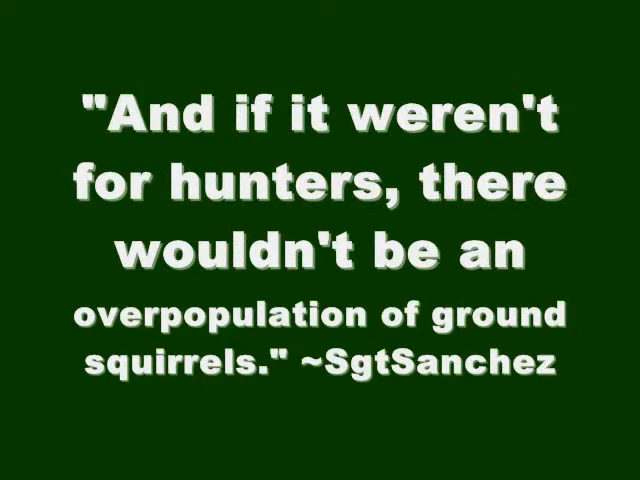 "And if it weren't
for hunters, there
wouldn't be an
overpopulation of ground
squirrels." ~SgtSanchez